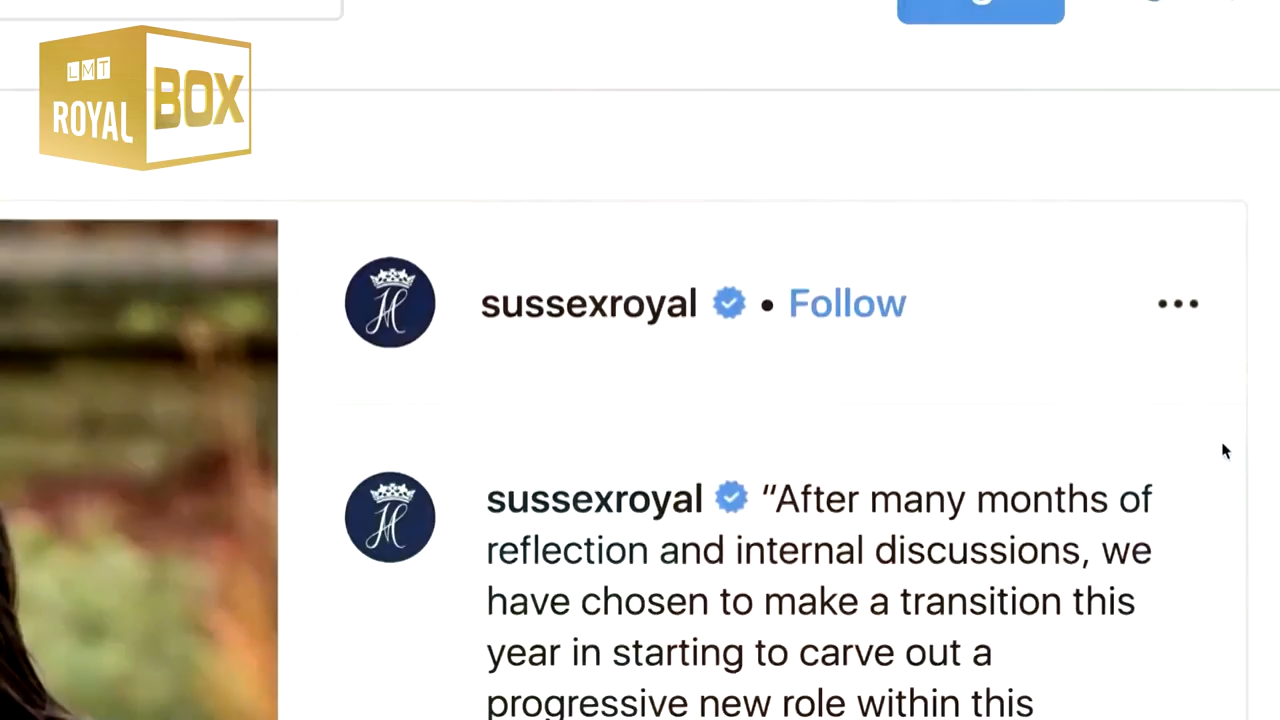 LMT
ROYAL
BOX
sussexroyal • Follow
sussexroyal “After many months of
reflection and internal discussions, we
have chosen to make a transition this
year in starting to carve out a
progressive new role within this